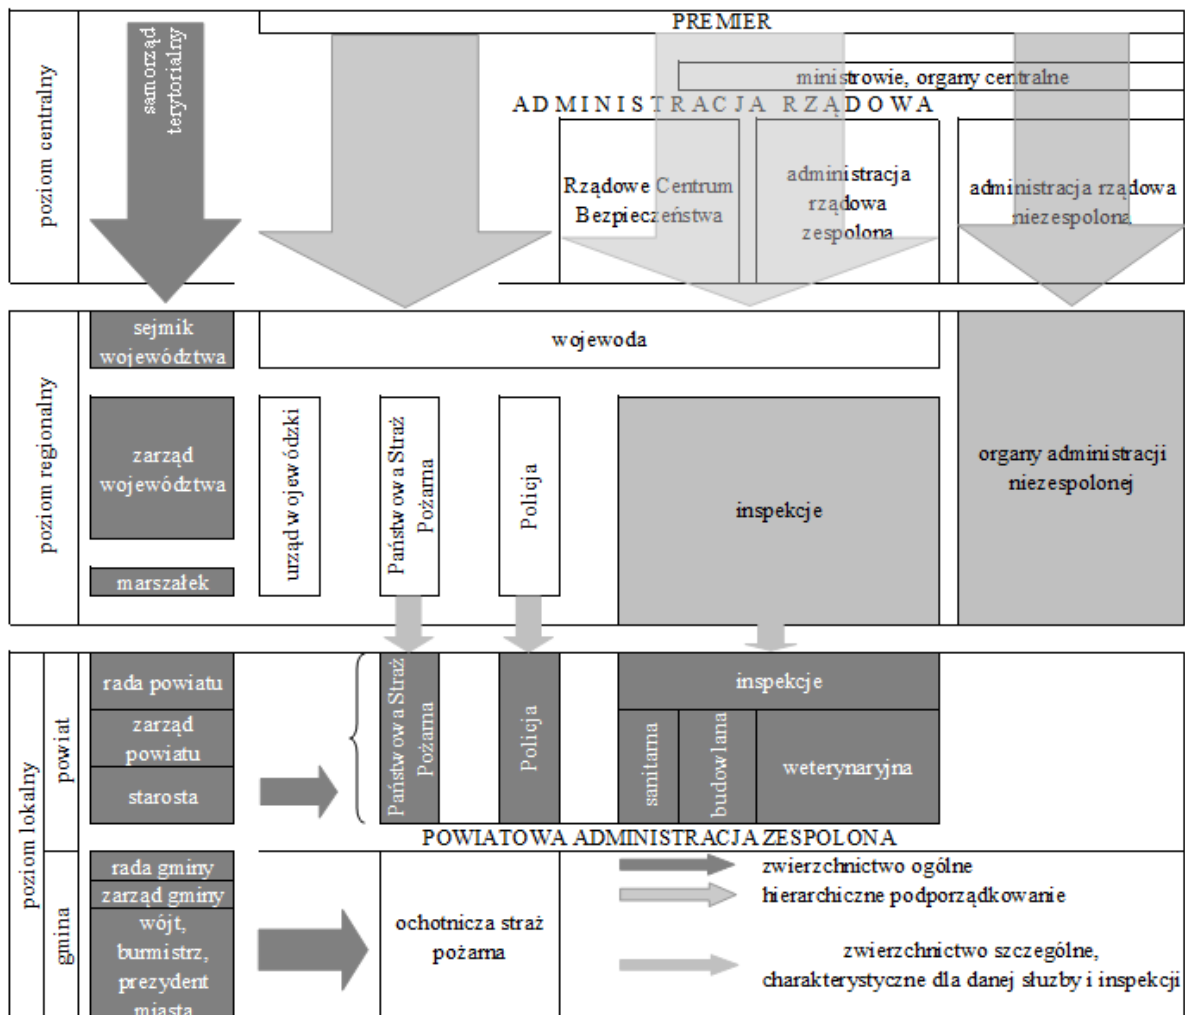 PREMIER
samorząd
terytorialny
poziom centralny
ministrowie, organy centralne
ADMINISTRACJA RZĄDOWA
Rządowe Centrum
Bezpieczeństwa
administracja
rządowa
zespolona
administracja rządowa
niezespolona
poziom regionalny
sejmik
województwa
wojewoda
zarząd
województwa
marszałek
urząd wojewódzki
Państwowa Straż
Pożarna
Policja
inspekcje
organy administracji
niezespolonej
poziom lokalny
powiat
rada powiatu
zarząd
powiatu
starosta
Państwowa Straż
Pożarna
Policja
inspekcje
sanitarna
budowlana
weterynaryjna
POWIATOWA ADMINISTRACJA ZESPOLONA
gmina
rada gminy
zarząd gminy
wójt,
burmistrz,
prezydent
miasta
ochotnicza straż
pożarna
zwierzchnictwo ogólne
hierarchiczne podporządkowanie
zwierzchnictwo szczególne,
charakterystyczne dla danej służby i inspekcji